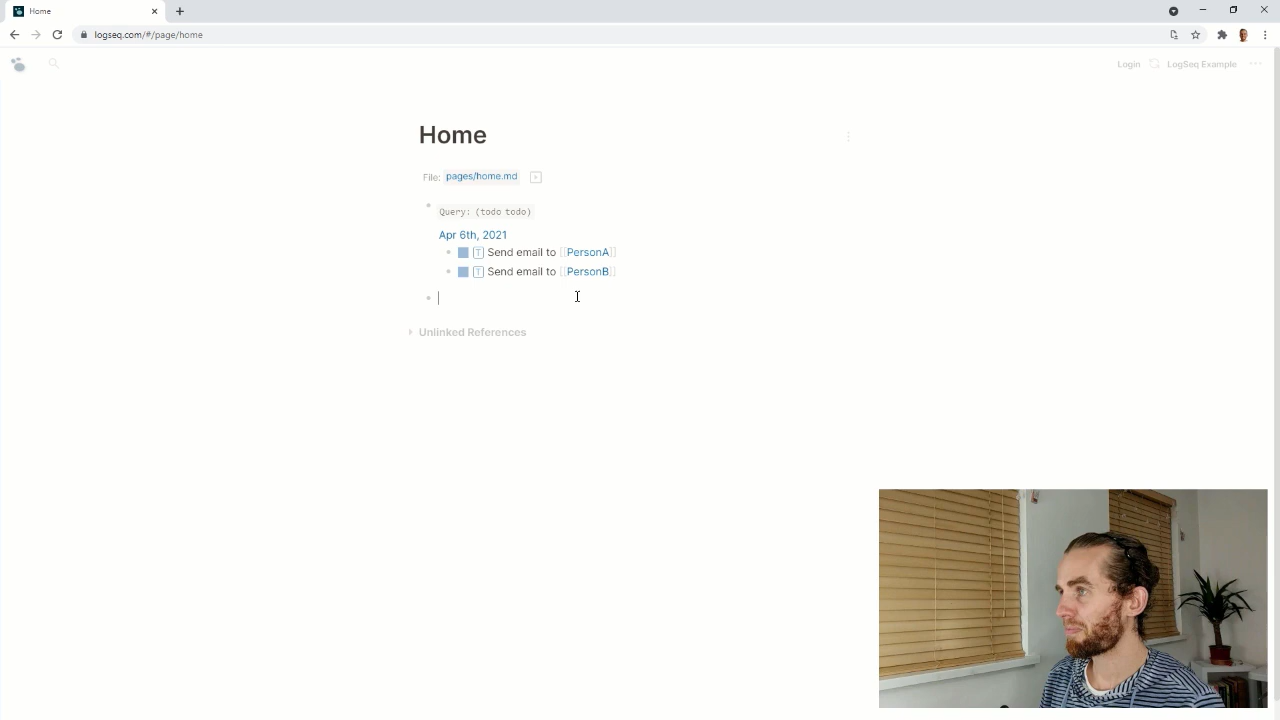 Home
logseq.com/#/page/home
Login LogSeq Example
Home
File: pages/home.md
Query: (todo todo)
Apr 6th, 2021
T Send email to [[PersonA]]
T Send email to [[PersonB]]
Unlinked References